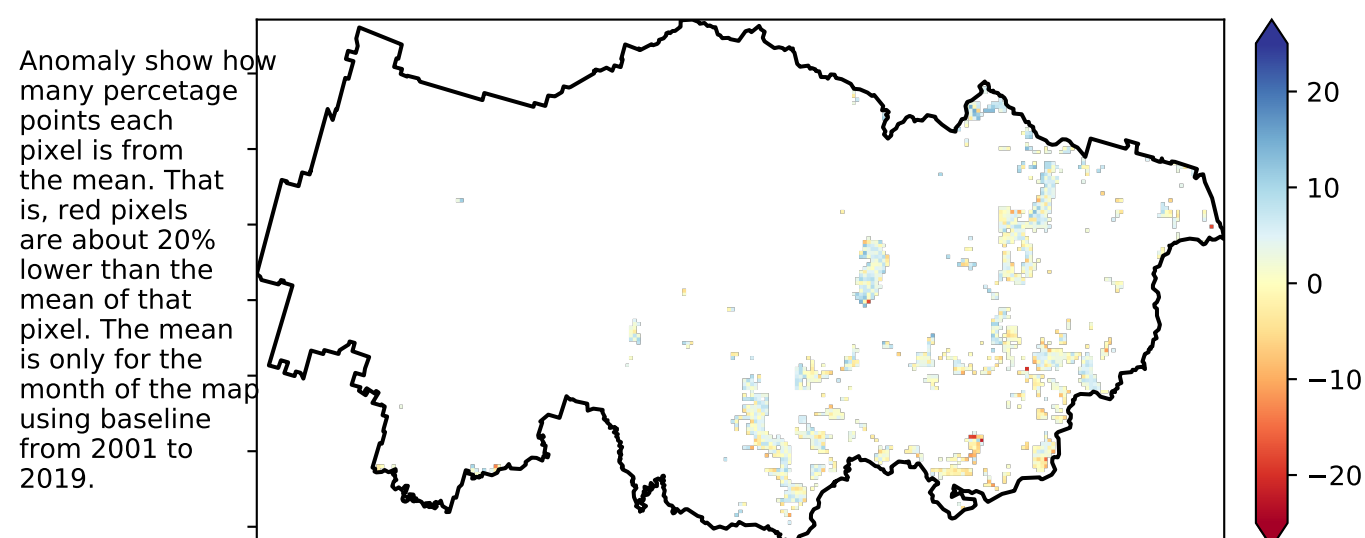 Anomaly show how
many percetage
points each
pixel is from
the mean. That
is, red pixels
are about 20%
lower than the
mean of that
pixel. The mean
is only for the
month of the map
using baseline
from 2001 to
2019.
20
10
0
−10
−20